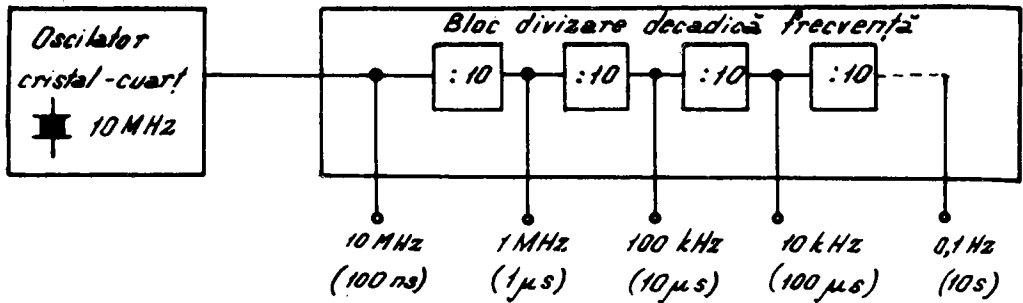 Oscilator
cristal-cuarț
10 MHz
Bloc divizare decadică frecvență
:10
:10
:10
:10
10 MHz
(100 ns)
1 MHz
(1 μs)
100 kHz
(10 μs)
10 kHz
(100 μs)
0,1 Hz
(10 s)